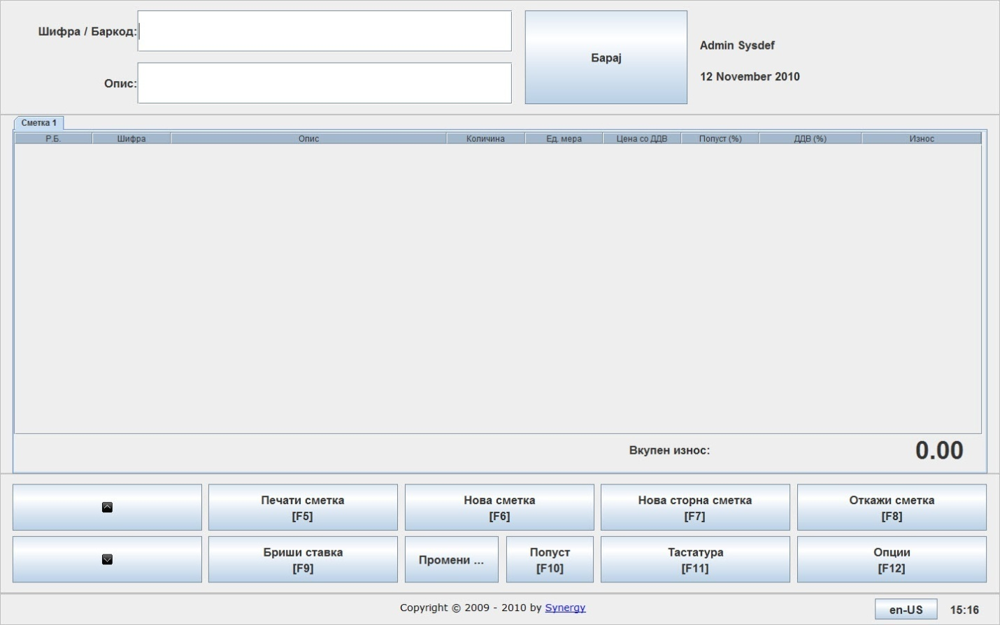 Шифра / Баркод:
Барај
Admin Sysdef
12 November 2010
Опис:
Сметка 1
Р.Б. Шифра Опис Количина Ед. мера Цена со ДДВ Попуст (%) ДДВ (%) Износ
Вкупен износ: 0.00
Печати сметка
[F5]
Нова сметка
[F6]
Нова сторна сметка
[F7]
Откажи сметка
[F8]
Бриши ставка
[F9]
Промени ...
Попуст
[F10]
Тастатура
[F11]
Опции
[F12]
Copyright © 2009 - 2010 by Synergy
en-US 15:16